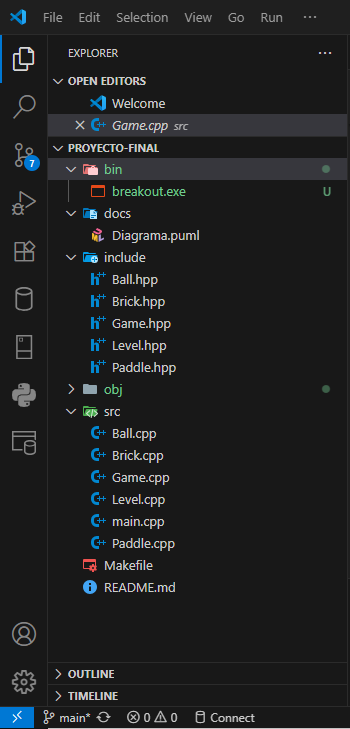 File Edit Selection View Go Run ...
EXPLORER ...
OPEN EDITORS
Welcome
Game.cpp src
PROYECTO-FINAL
bin
breakout.exe U
docs
Diagrama.puml
include
Ball.hpp
Brick.hpp
Game.hpp
Level.hpp
Paddle.hpp
obj
src
Ball.cpp
Brick.cpp
Game.cpp
Level.cpp
main.cpp
Paddle.cpp
Makefile
README.md
7
OUTLINE
TIMELINE
main* 0 0 Connect